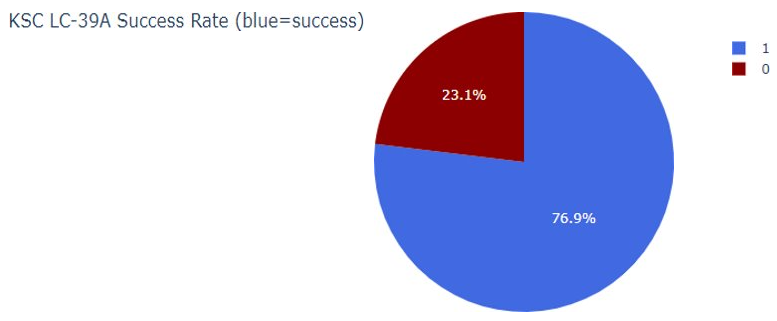 KSC LC-39A Success Rate (blue=success)
1
0
23.1%
76.9%